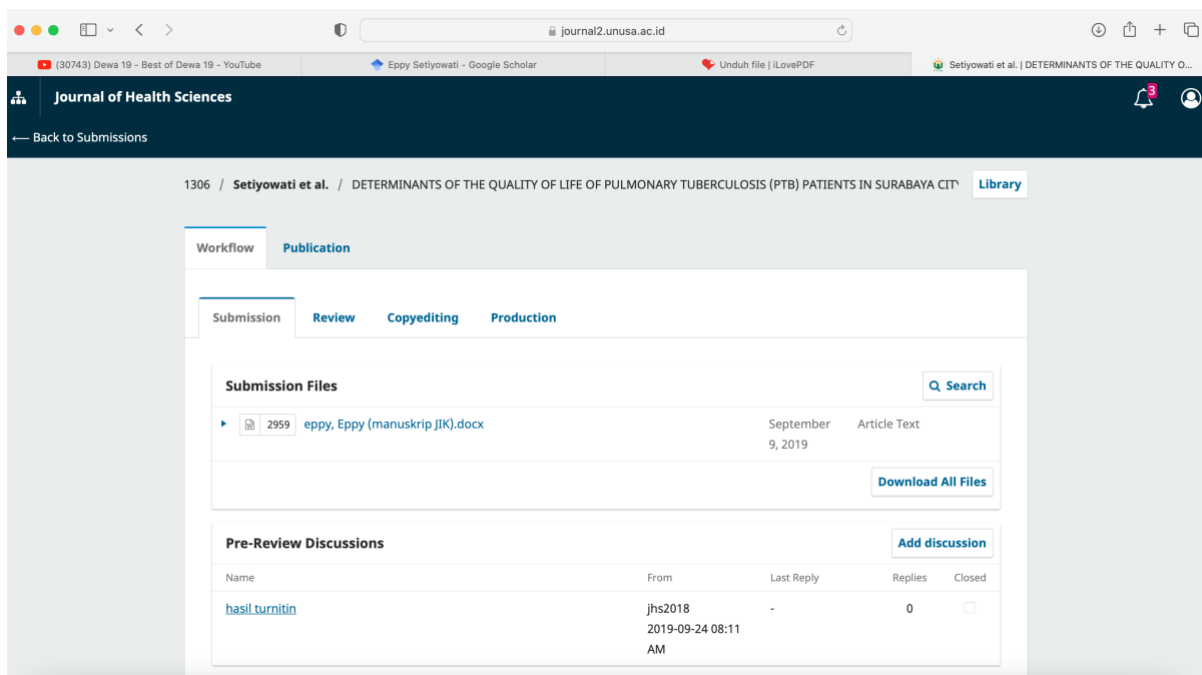 journal2.unusa.ac.id
(30743) Dewa 19 - Best of Dewa 19 - YouTube
Eppy Setiyowati - Google Scholar
Unduh file | iLovePDF
Setiyowati et al. | DETERMINANTS OF THE QUALITY O...
Journal of Health Sciences
3
← Back to Submissions
1306 / Setiyowati et al. / DETERMINANTS OF THE QUALITY OF LIFE OF PULMONARY TUBERCULOSIS (PTB) PATIENTS IN SURABAYA CITY
Library
Workflow
Publication
Submission
Review
Copyediting
Production
Submission Files
Search
2959
eppy, Eppy (manuskrip JIK).docx
September
9, 2019
Article Text
Download All Files
Pre-Review Discussions
Add discussion
Name
From
Last Reply
Replies
Closed
hasil turnitin
jhs2018
2019-09-24 08:11
AM
-
0